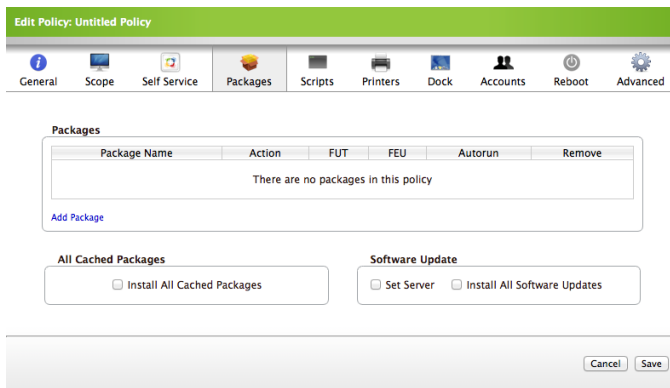 Edit Policy: Untitled Policy
General Scope Self Service Packages Scripts Printers Dock Accounts Reboot Advanced
Packages
Package Name Action FUT FEU Autorun Remove
There are no packages in this policy
Add Package
All Cached Packages Software Update
Install All Cached Packages Set Server Install All Software Updates
Cancel Save